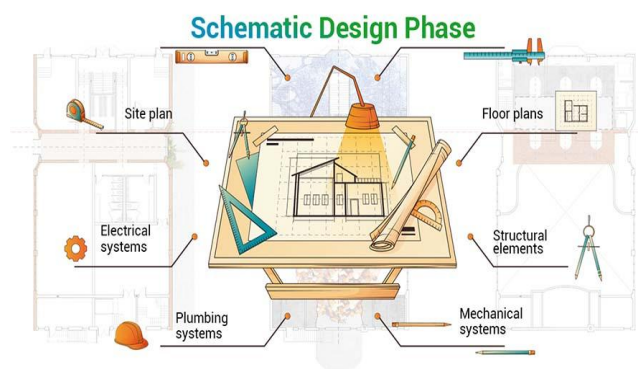 Schematic Design Phase
Site plan
Floor plans
Electrical
systems
Structural
elements
Plumbing
systems
Mechanical
systems